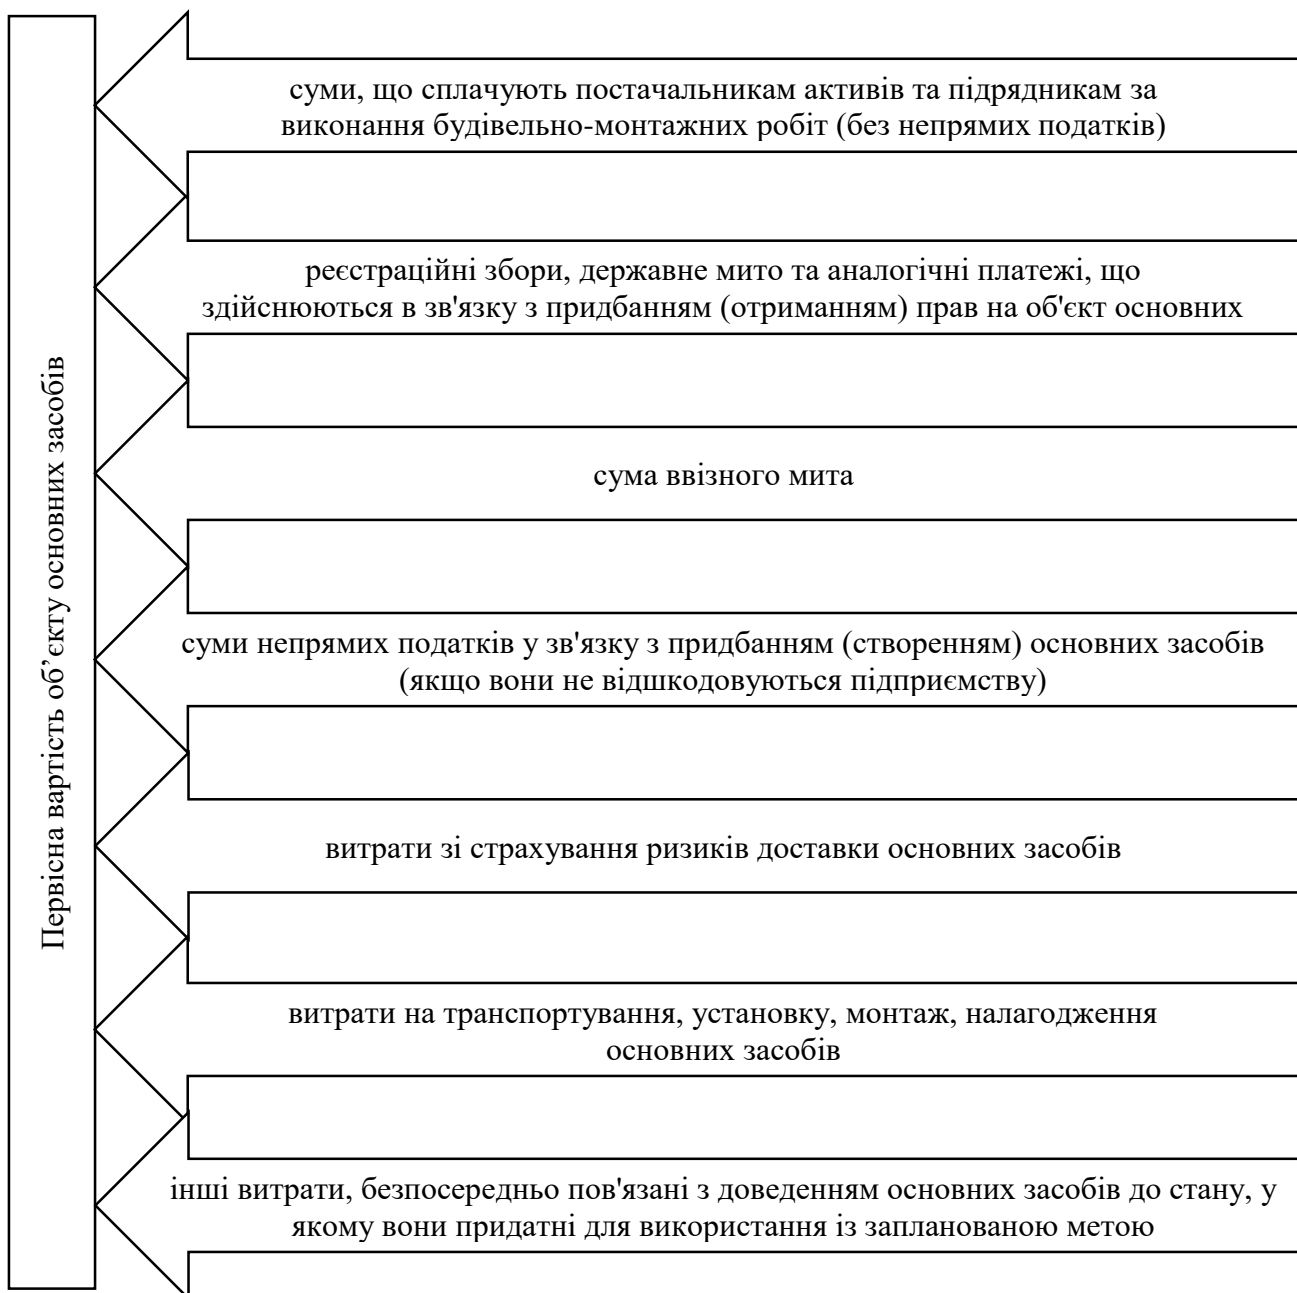 Первісна вартість об’єкту основних засобів
суми, що сплачують постачальникам активів та підрядникам за
виконання будівельно-монтажних робіт (без непрямих податків)
реєстраційні збори, державне мито та аналогічні платежі, що
здійснюються в зв'язку з придбанням (отриманням) прав на об'єкт основних
сума ввізного мита
суми непрямих податків у зв'язку з придбанням (створенням) основних засобів
(якщо вони не відшкодовуються підприємству)
витрати зі страхування ризиків доставки основних засобів
витрати на транспортування, установку, монтаж, налагодження
основних засобів
інші витрати, безпосередньо пов'язані з доведенням основних засобів до стану, у
якому вони придатні для використання із запланованою метою